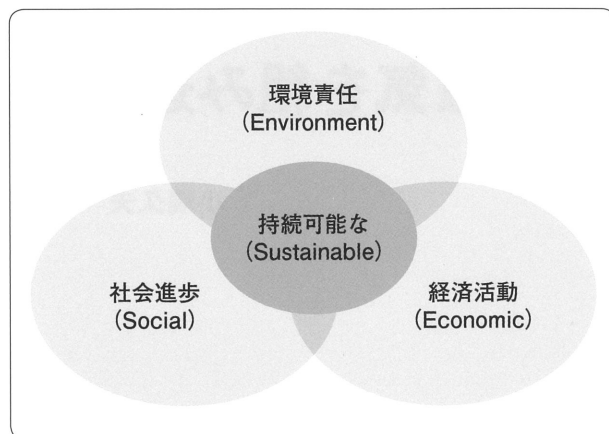 環境責任
(Environment)
持続可能な
(Sustainable)
社会進歩
(Social)
経済活動
(Economic)